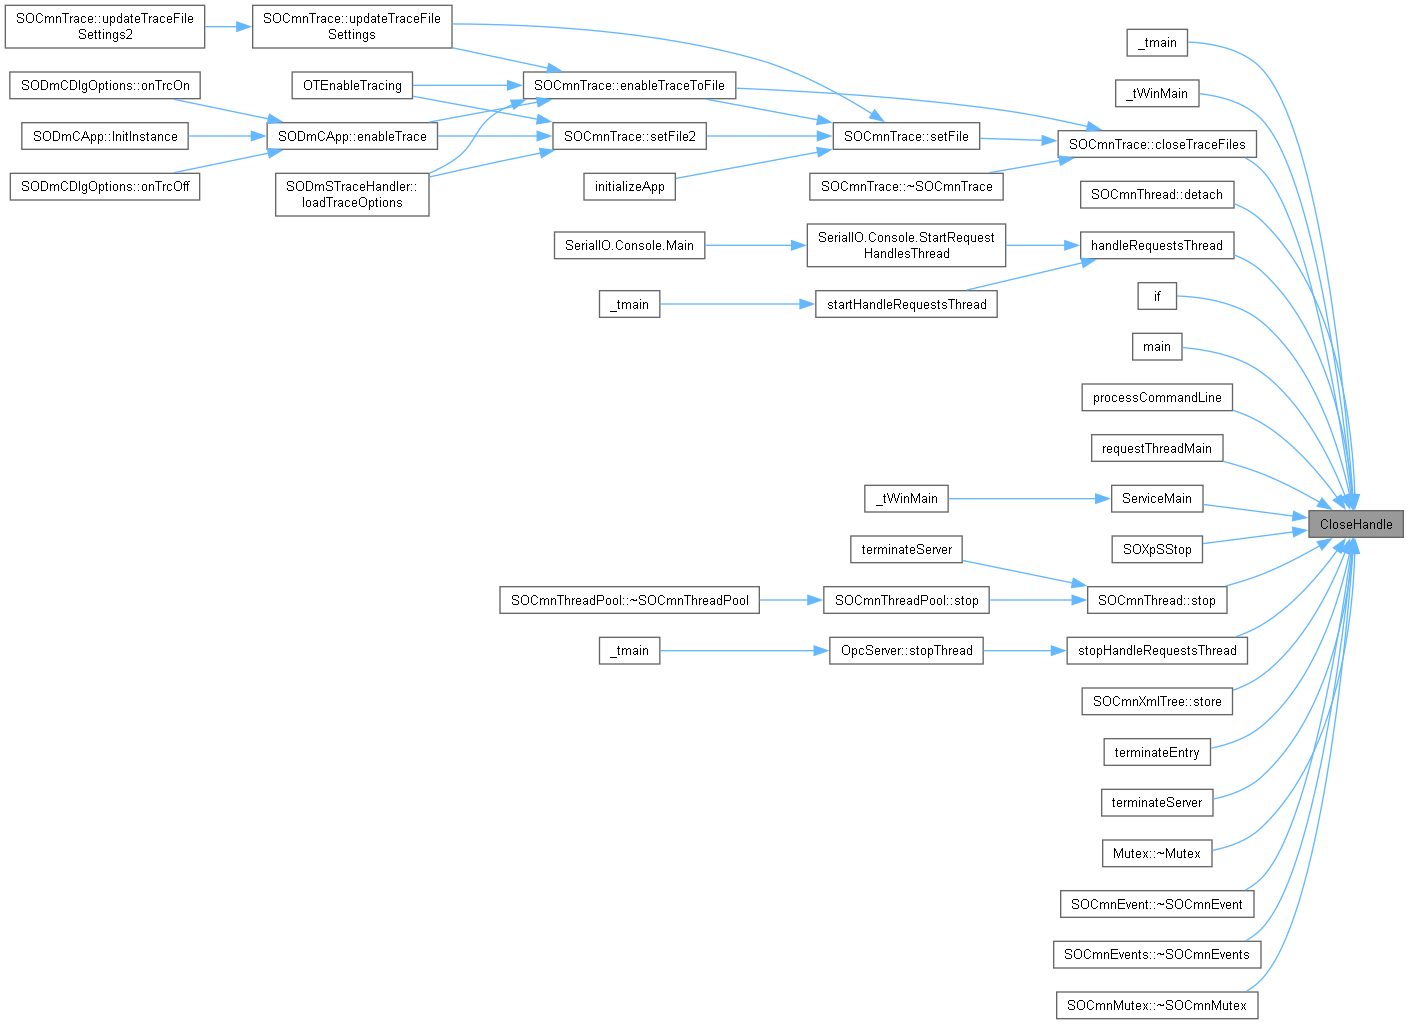 SOCmnTrace::updateTraceFile
Settings2
SOCmnTrace::updateTraceFile
Settings
_tmain
SODmCDlgOptions::onTrcOn
OTEnableTracing
SOCmnTrace::enableTraceToFile
_tWinMain
SODmCApp::InitInstance
SODmCApp::enableTrace
SOCmnTrace::setFile2
SOCmnTrace::setFile
SOCmnTrace::closeTraceFiles
SODmCDlgOptions::onTrcOff
SODmSTraceHandler::
loadTraceOptions
initializeApp
SOCmnTrace::~SOCmnTrace
SOCmnThread::detach
SerialIO.Console.Main
SerialIO.Console.StartRequest
HandlesThread
handleRequestsThread
_tmain
startHandleRequestsThread
if
main
processCommandLine
requestThreadMain
_tWinMain
ServiceMain
CloseHandle
terminateServer
SOXpSStop
SOCmnThreadPool::~SOCmnThreadPool
SOCmnThreadPool::stop
SOCmnThread::stop
_tmain
OpcServer::stopThread
stopHandleRequestsThread
SOCmnXmlTree::store
terminateEntry
terminateServer
Mutex::~Mutex
SOCmnEvent::~SOCmnEvent
SOCmnEvents::~SOCmnEvents
SOCmnMutex::~SOCmnMutex